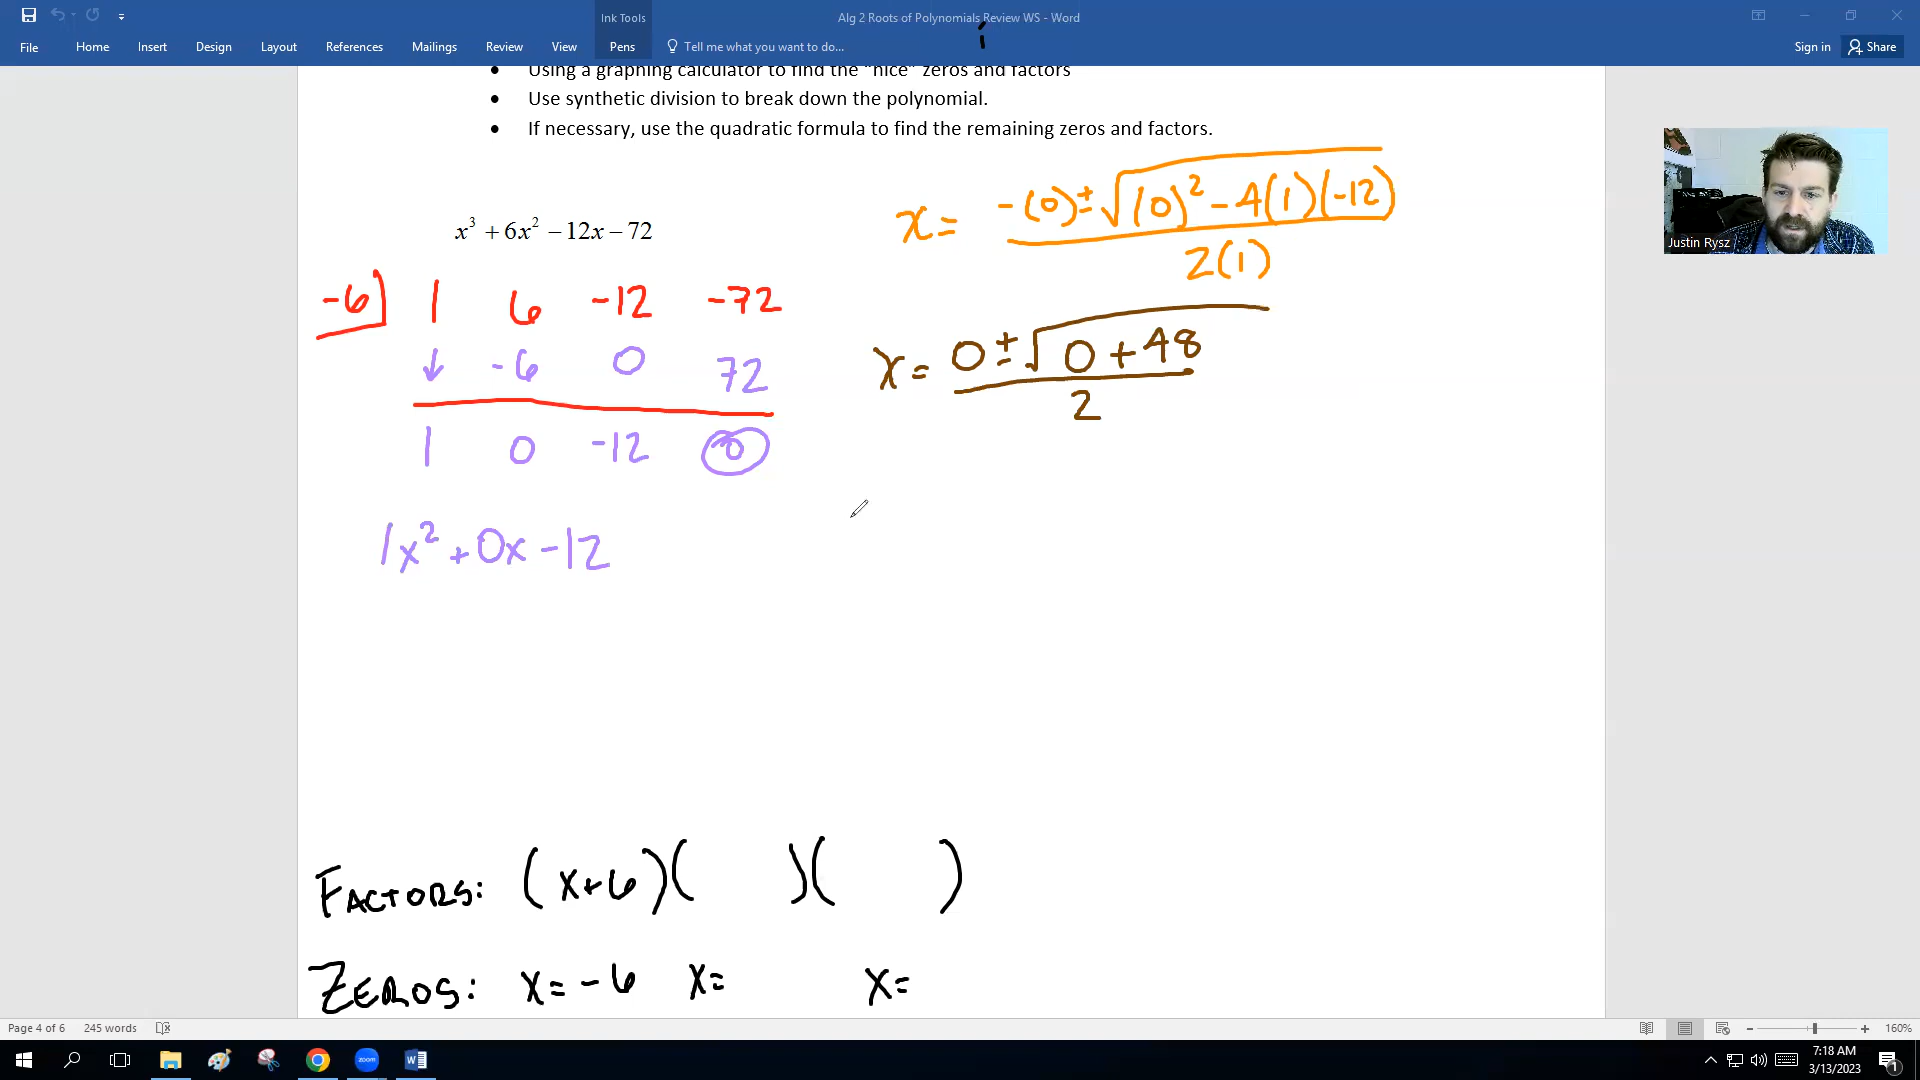 Ink Tools
Alg 2 Roots of Polynomials Review WS - Word
File Home Insert Design Layout References Mailings Review View Pens Tell me what you want to do... Sign in Share
i
• Using a graphing calculator to find the "nice" zeros and factors
• Use synthetic division to break down the polynomial.
• If necessary, use the quadratic formula to find the remaining zeros and factors.
x³ + 6x² − 12x − 72
-6 1 6 -12 -72
↓ -6 0 72
1 0 -12 0
1x² + 0x - 12
x = -(0) ± √(0)² - 4(1)(-12)
2(1)
x = 0 ± √0 + 48
2
Justin Rysz
FACTORS: (x+6)( )( )
ZEROS: x = -6 x = x =
Page 4 of 6 245 words 160%
zoom
7:18 AM
3/13/2023
1